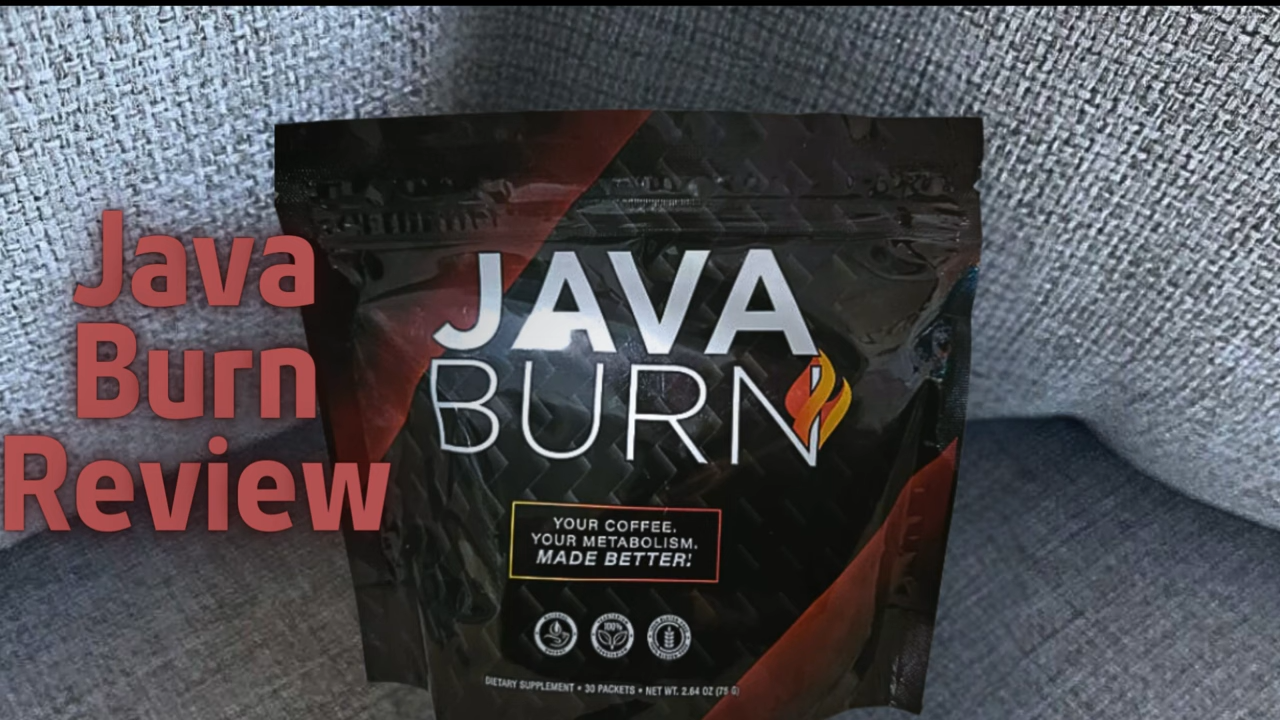 Java
Burn
Review
JAVA
BURN
YOUR COFFEE.
YOUR METABOLISM.
MADE BETTER!
100%
DIETARY SUPPLEMENT • 30 PACKETS • NET WT. 2.64 OZ (75 G)